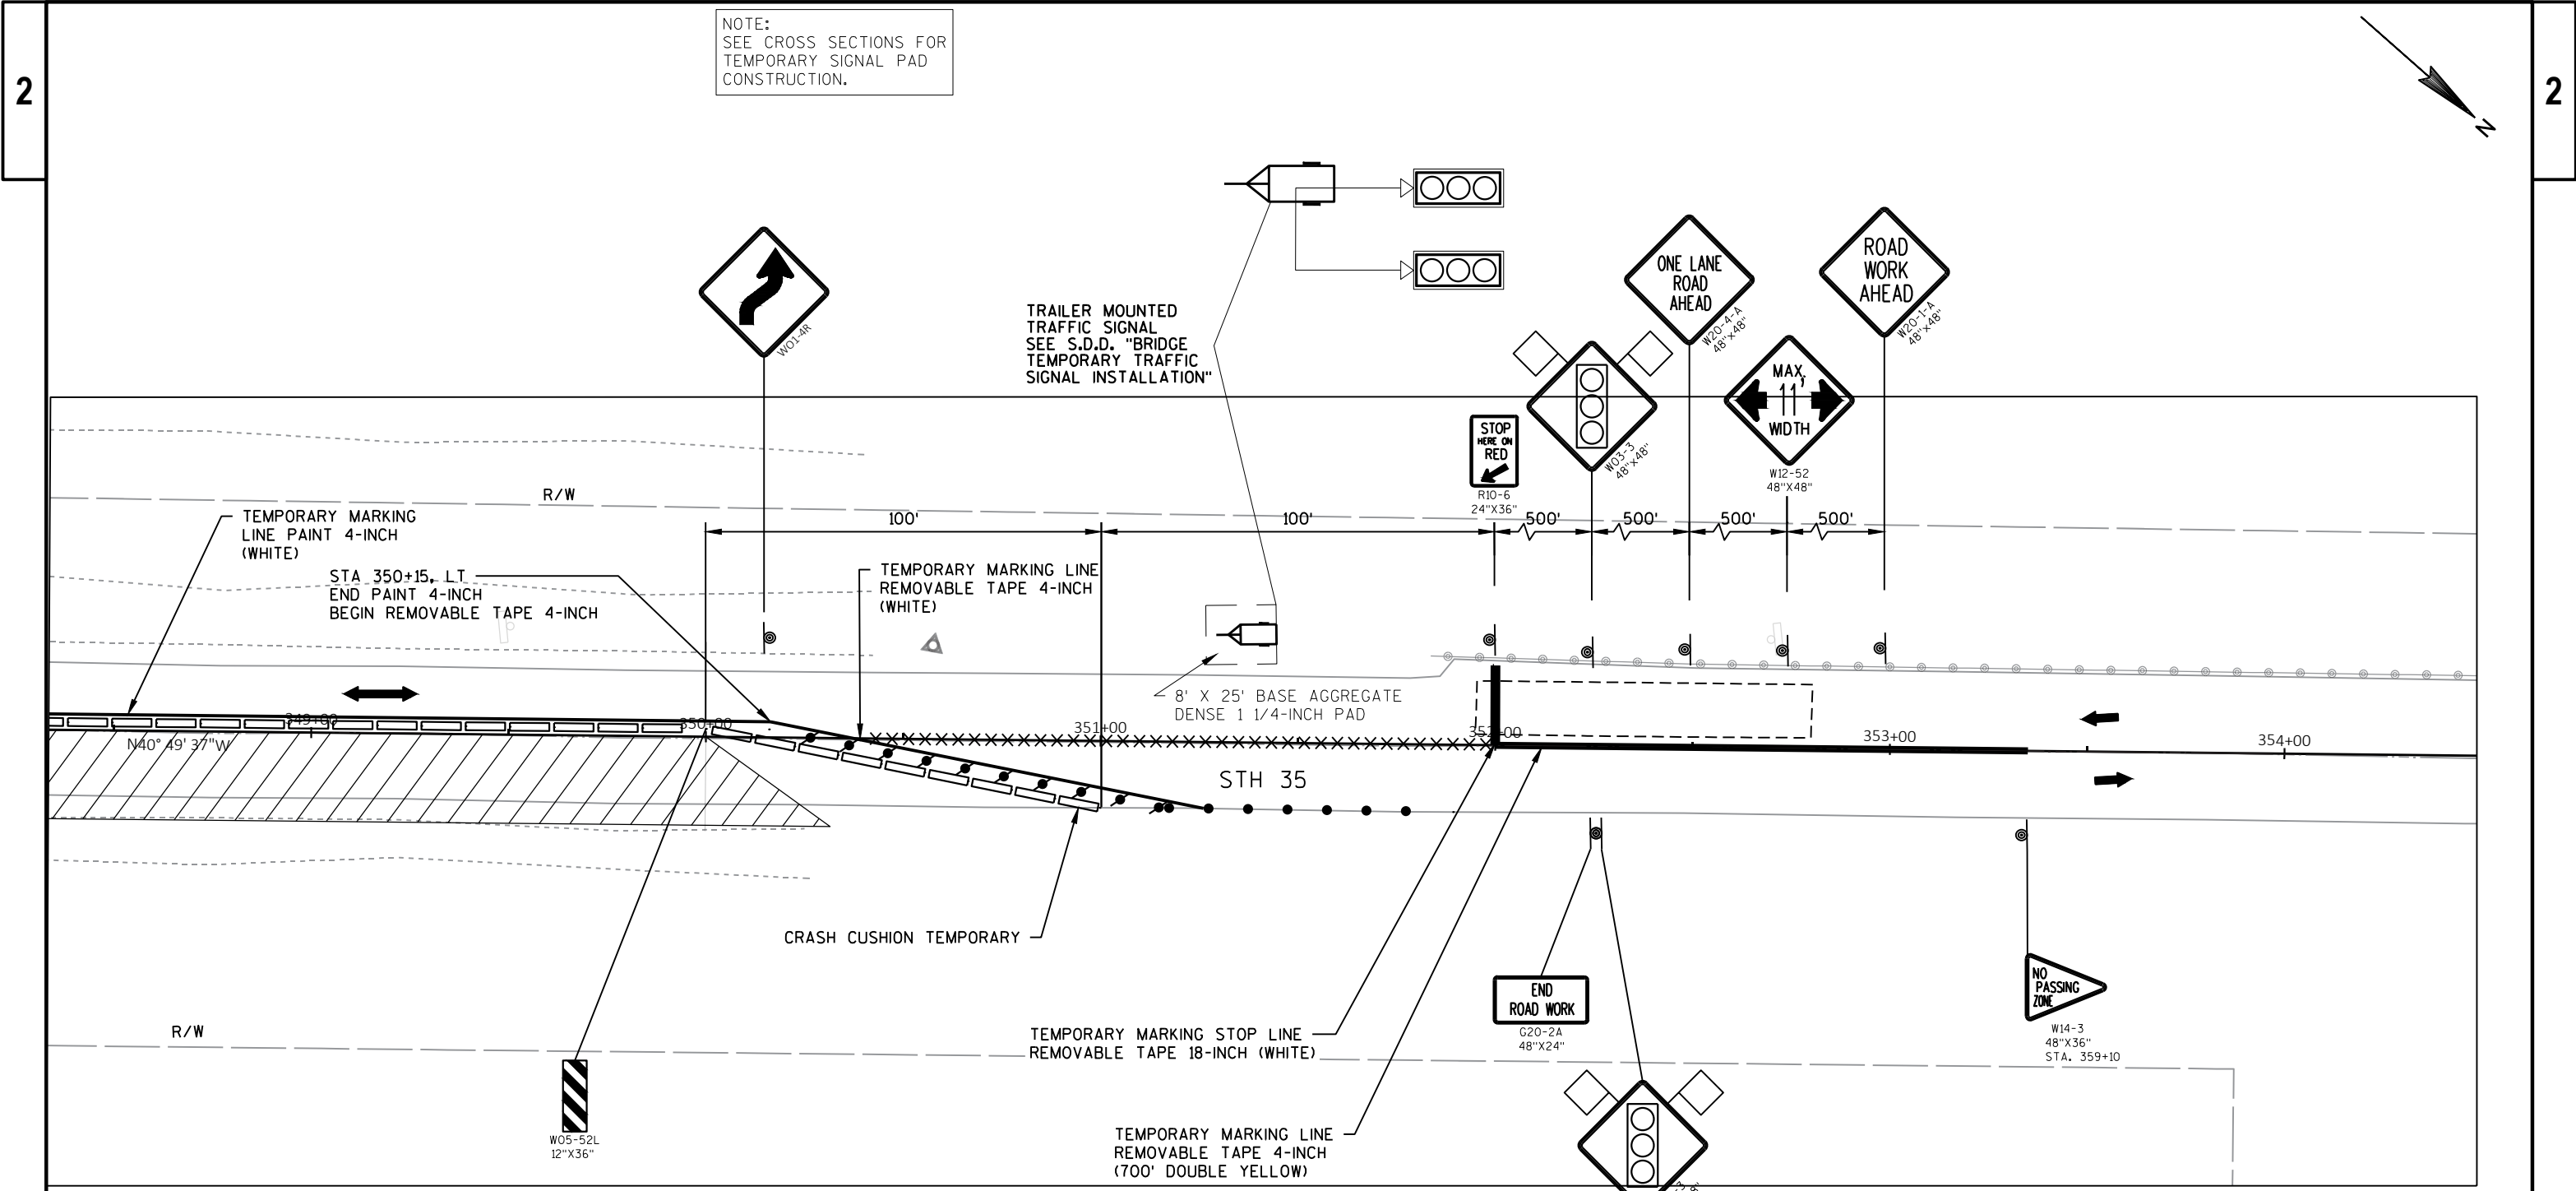 2
NOTE:
SEE CROSS SECTIONS FOR
TEMPORARY SIGNAL PAD
CONSTRUCTION.
2
N
W01-4R
TRAILER MOUNTED
TRAFFIC SIGNAL
SEE S.D.D. "BRIDGE
TEMPORARY TRAFFIC
SIGNAL INSTALLATION"
ONE LANE
ROAD
AHEAD
W20-4-A
48"X48"
ROAD
WORK
AHEAD
W20-1-A
48"X48"
W03-3
48"X48"
MAX.
11'
WIDTH
W12-52
48"X48"
STOP
HERE ON
RED
R10-6
24"X36"
R/W
100'
100'
500'
500'
500'
500'
TEMPORARY MARKING
LINE PAINT 4-INCH
(WHITE)
STA 350+15, LT
END PAINT 4-INCH
BEGIN REMOVABLE TAPE 4-INCH
TEMPORARY MARKING LINE
REMOVABLE TAPE 4-INCH
(WHITE)
8' X 25' BASE AGGREGATE
DENSE 1 1/4-INCH PAD
349+00
350+00
351+00
352+00
353+00
354+00
N40° 49' 37"W
STH 35
CRASH CUSHION TEMPORARY
END
ROAD WORK
G20-2A
48"X24"
NO
PASSING
ZONE
W14-3
48"X36"
STA. 359+10
R/W
TEMPORARY MARKING STOP LINE
REMOVABLE TAPE 18-INCH (WHITE)
W05-52L
12"X36"
TEMPORARY MARKING LINE
REMOVABLE TAPE 4-INCH
(700' DOUBLE YELLOW)